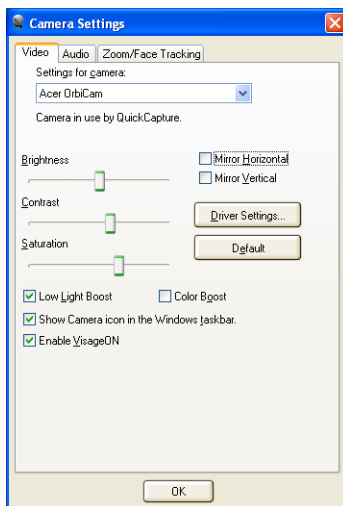 Camera Settings
Video Audio Zoom/Face Tracking
Settings for camera:
Acer OrbiCam
Camera in use by QuickCapture.
Brightness
Mirror Horizontal
Mirror Vertical
Contrast
Driver Settings...
Saturation
Default
Low Light Boost Color Boost
Show Camera icon in the Windows taskbar.
Enable VisageON
OK